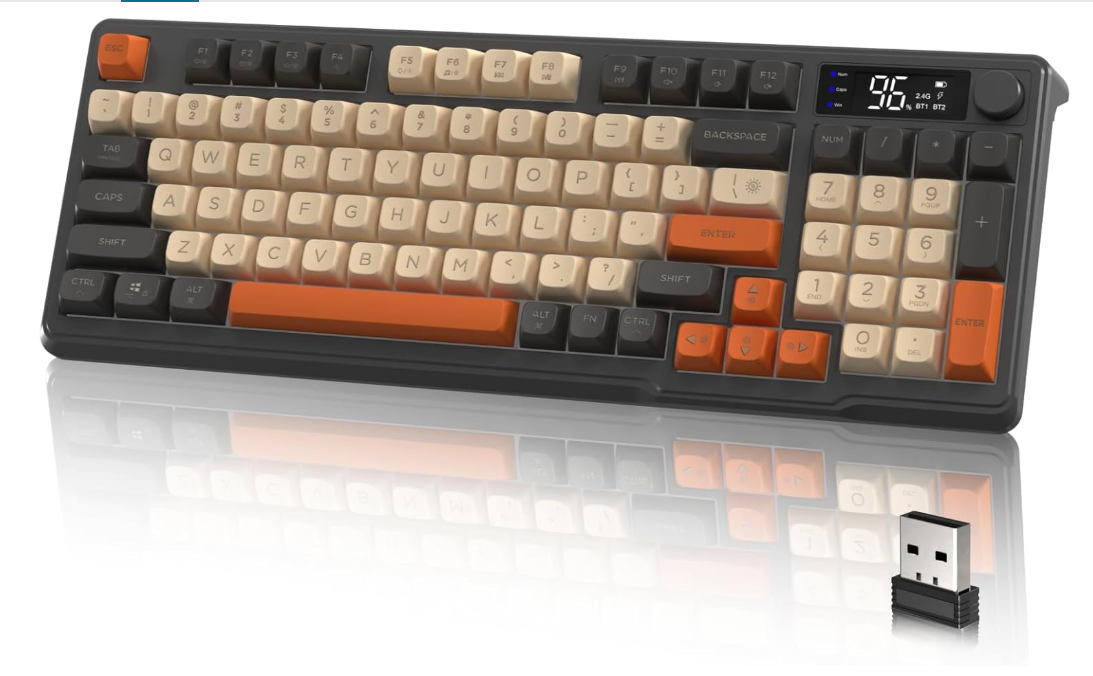 ESC F1 F2 F3 F4 F5 F6 F7 F8 F9 F10 F11 F12
Num
Caps
Win
96%
2.4G
BT1 BT2
~ ` ! 1 @ 2 # 3 $ 4 % 5 ^ 6 & 7 * 8 ( 9 ) 0 — - + = BACKSPACE NUM / * -
TAB Q W E R T Y U I O P { [ } ] | \ 7 HOME 8 9 PGUP +
CAPS A S D F G H J K L : ; " ' ENTER 4 5 6
SHIFT Z X C V B N M < , > . ? / SHIFT 1 END 2 3 PGDN ENTER
CTRL ALT ALT FN CTRL 0 INS . DEL